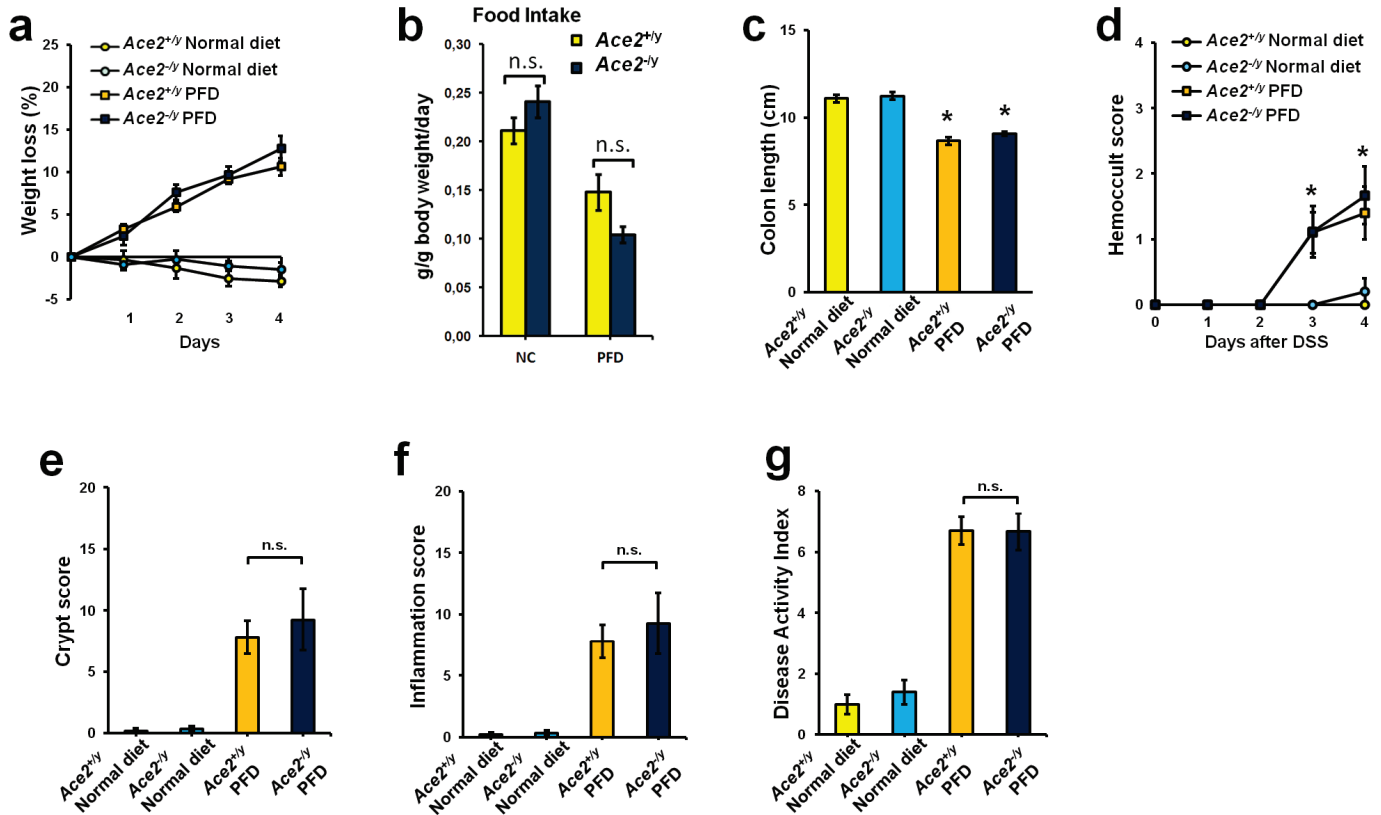 a
Weight loss (%)
25
20
15
10
5
0
-5
1 2 3 4
Days
Ace2+/y Normal diet
Ace2-/y Normal diet
Ace2+/y PFD
Ace2-/y PFD
b
Food Intake
g/g body weight/day
0,30
0,25
0,20
0,15
0,10
0,05
0,00
n.s.
n.s.
Ace2+/y
Ace2-/y
NC PFD
c
Colon length (cm)
15
10
5
0
* *
Ace2+/y
Normal diet
Ace2-/y
Normal diet
Ace2+/y
PFD
Ace2-/y
PFD
d
Hemoccult score
4
3
2
1
0
Ace2+/y Normal diet
Ace2-/y Normal diet
Ace2+/y PFD
Ace2-/y PFD
* *
0 1 2 3 4
Days after DSS
e
Crypt score
20
15
10
5
0
n.s.
Ace2+/y
Normal diet
Ace2-/y
Normal diet
Ace2+/y
PFD
Ace2-/y
PFD
f
Inflammation score
20
15
10
5
0
n.s.
Ace2+/y
Normal diet
Ace2-/y
Normal diet
Ace2+/y
PFD
Ace2-/y
PFD
g
Disease Activity Index
8
6
4
2
0
n.s.
Ace2+/y
Normal diet
Ace2-/y
Normal diet
Ace2+/y
PFD
Ace2-/y
PFD